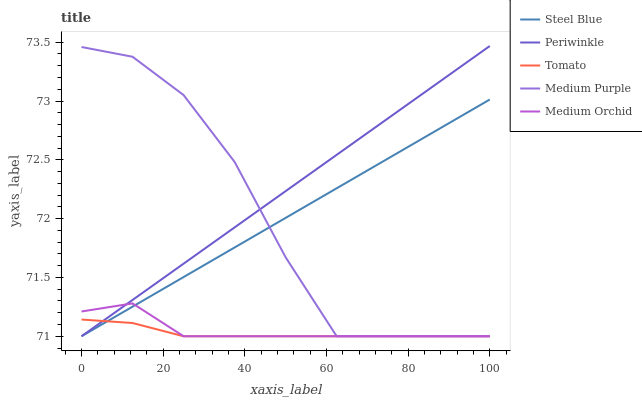 title
73.5
73
72.5
72
71.5
71
0
20
40
60
80
100
xaxis_label
yaxis_label
Steel Blue
Periwinkle
Tomato
Medium Purple
Medium Orchid